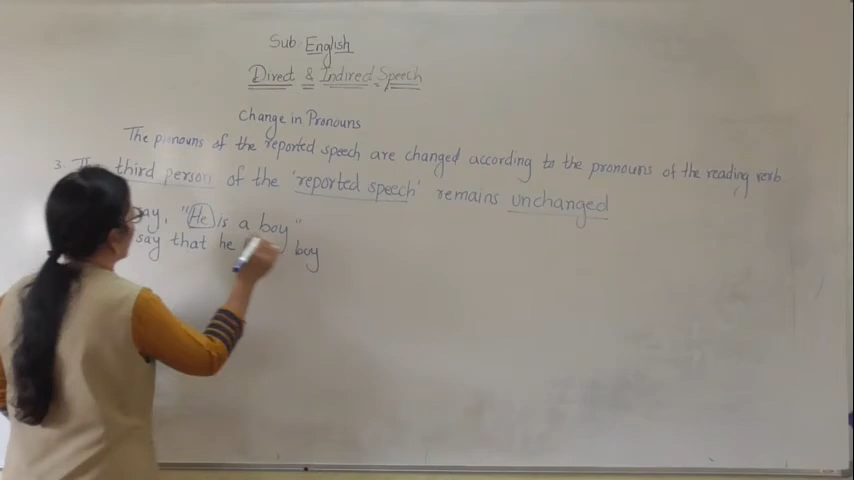 Sub English
Direct & Indirect Speech
Change in Pronouns
The pronouns of the reported speech are changed according to the pronouns of the reading verb
3. The third person of the 'reported speech' remains unchanged
say, "He is a boy"
say that he boy